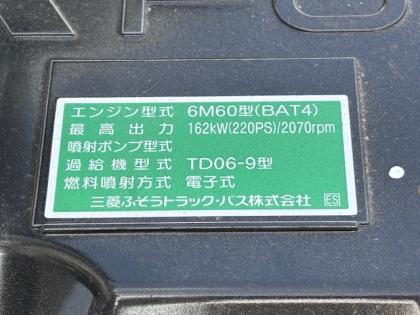 エンジン型式 6M60型(BAT4)
最高出力 162kW(220PS)/2070rpm
噴射ポンプ型式
過給機型式 TD06-9型
燃料噴射方式 電子式
三菱ふそうトラック・バス株式会社 ES